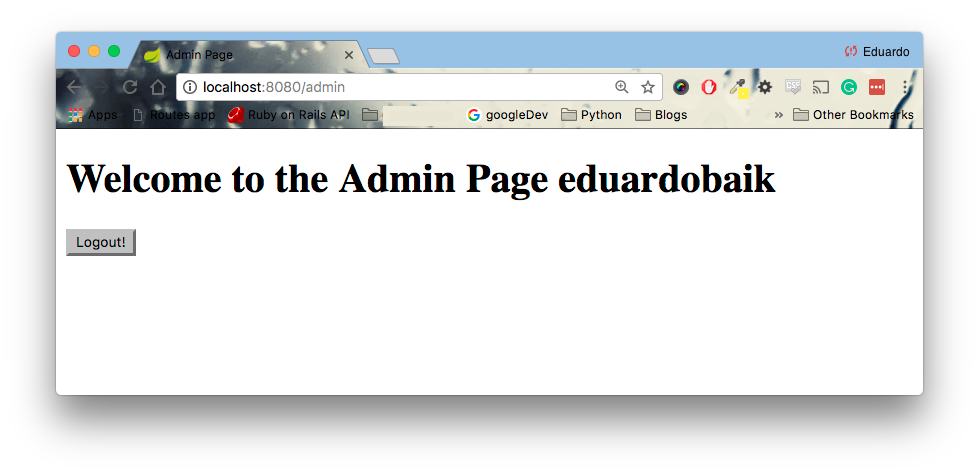 Admin Page
Eduardo
localhost:8080/admin
Apps Routes app Ruby on Rails API googleDev Python Blogs » Other Bookmarks
Welcome to the Admin Page eduardobaik
Logout!